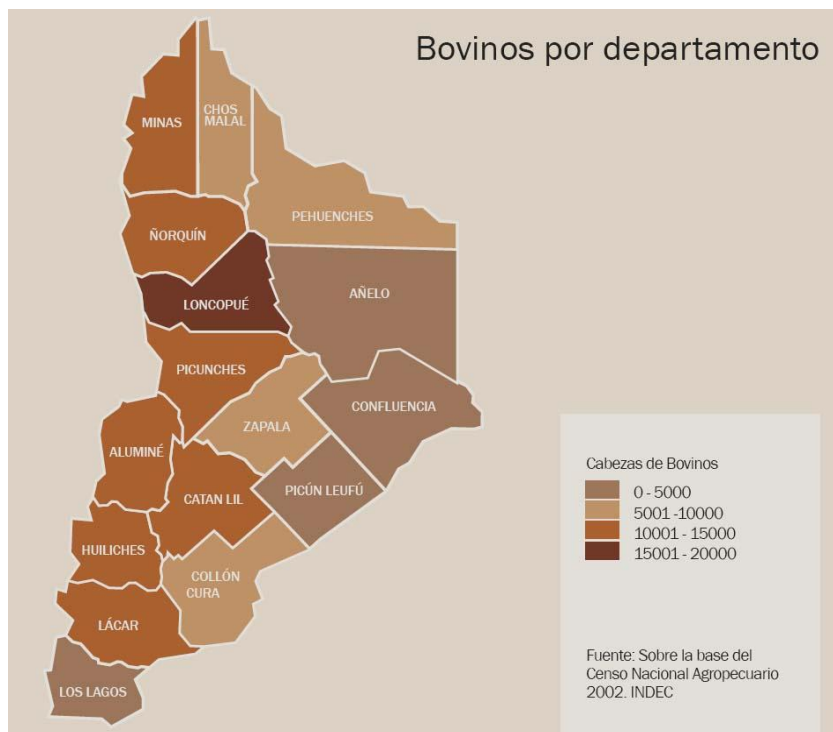 Bovinos por departamento
MINAS
CHOS
MALAL
PEHUENCHES
ÑORQUÍN
LONCOPUÉ
AÑELO
PICUNCHES
CONFLUENCIA
ZAPALA
ALUMINÉ
CATAN LIL
PICÚN LEUFÚ
HUILICHES
COLLÓN
CURA
LÁCAR
LOS LAGOS
Cabezas de Bovinos
0 - 5000
5001 -10000
10001 - 15000
15001 - 20000
Fuente: Sobre la base del
Censo Nacional Agropecuario
2002. INDEC